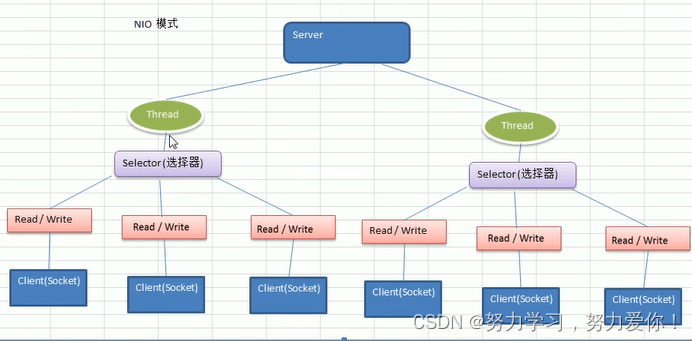 NIO 模式
Server
Thread
Thread
Selector(选择器)
Selector(选择器)
Read / Write
Read / Write
Read / Write
Read / Write
Read / Write
Read / Write
Client(Socket)
Client(Socket)
Client(Socket)
Client(Socket)
Client(Socket)
Client(Socket)
CSDN @努力学习，努力爱你！